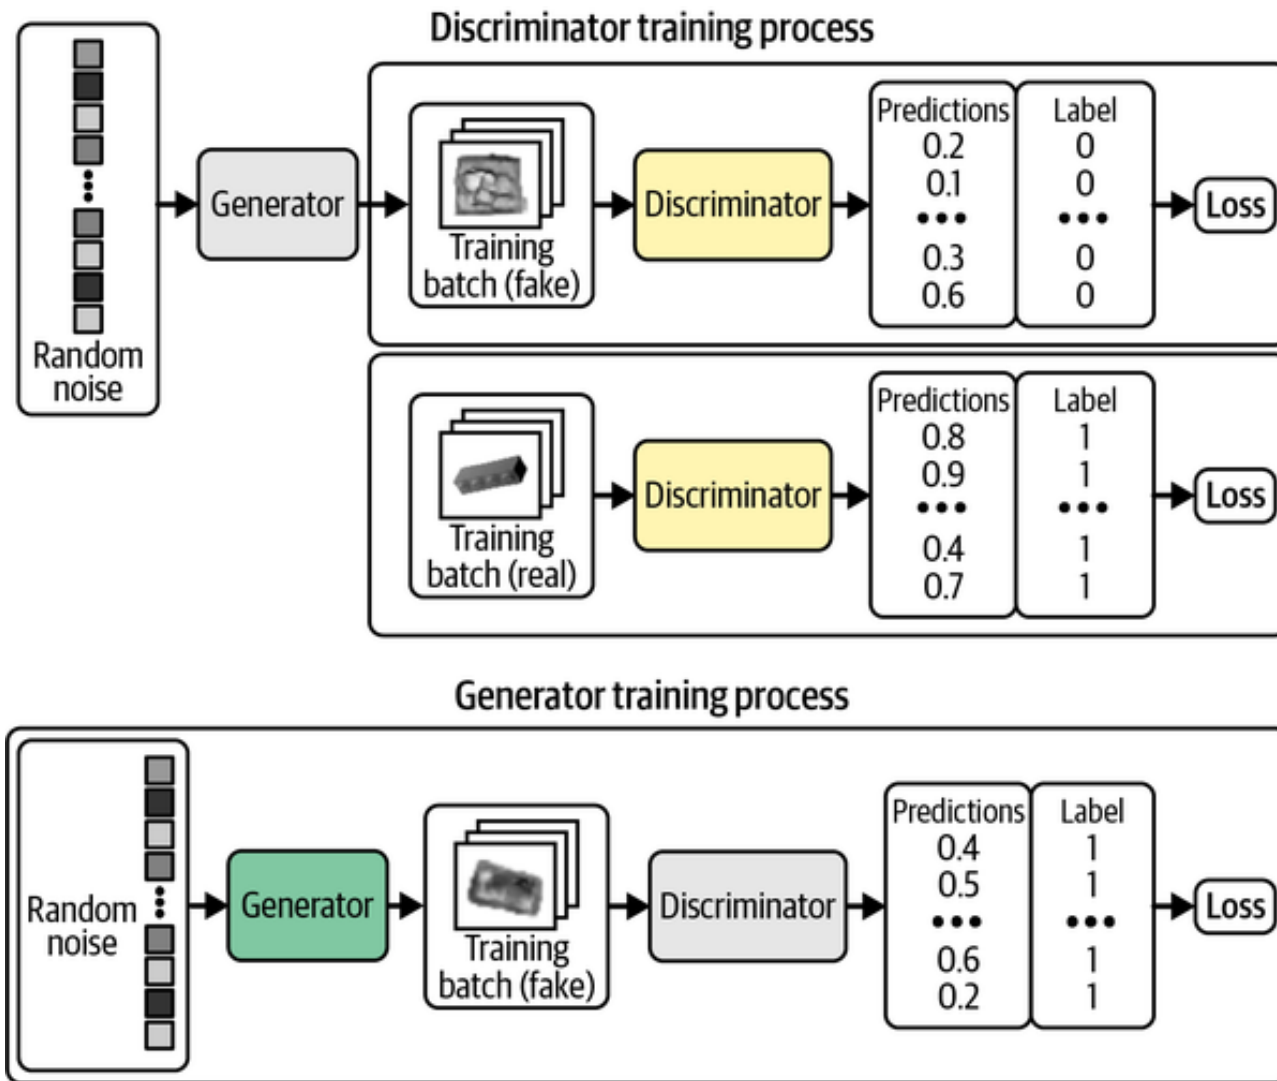 Discriminator training process
Random
noise
Generator
Training
batch (fake)
Discriminator
Predictions Label
0.2 0
0.1 0
••• •••
0.3 0
0.6 0
Loss
Training
batch (real)
Discriminator
Predictions Label
0.8 1
0.9 1
••• •••
0.4 1
0.7 1
Loss
Generator training process
Random
noise
Generator
Training
batch (fake)
Discriminator
Predictions Label
0.4 1
0.5 1
••• •••
0.6 1
0.2 1
Loss